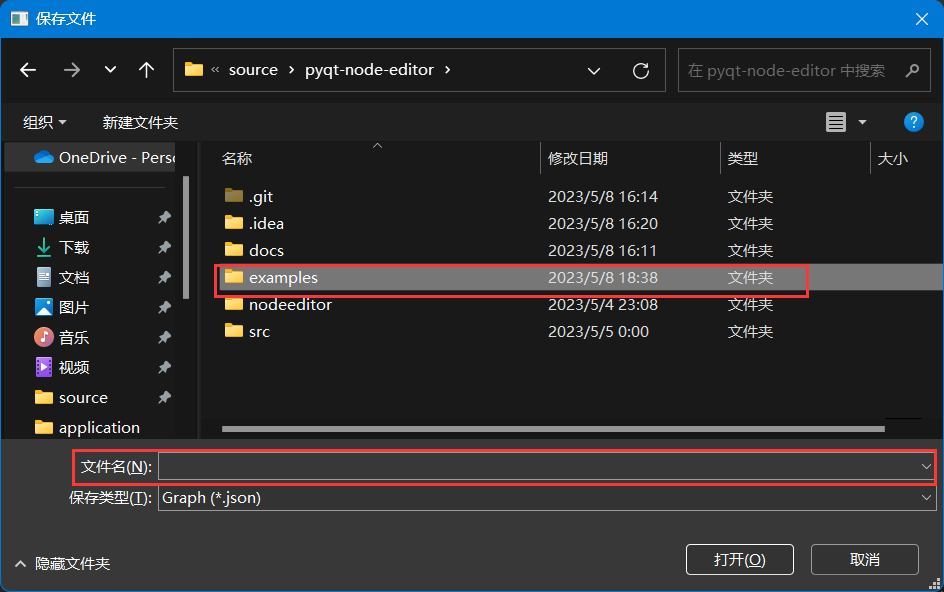 保存文件
« source › pyqt-node-editor ›
在 pyqt-node-editor 中搜索
组织 新建文件夹 ?
OneDrive - Perso
名称 修改日期 类型 大小
.git 2023/5/8 16:14 文件夹
.idea 2023/5/8 16:20 文件夹
docs 2023/5/8 16:11 文件夹
examples 2023/5/8 18:38 文件夹
nodeeditor 2023/5/4 23:08 文件夹
src 2023/5/5 0:00 文件夹
桌面
下载
文档
图片
音乐
视频
source
application
文件名(N):
保存类型(T): Graph (*.json)
隐藏文件夹 打开(O) 取消